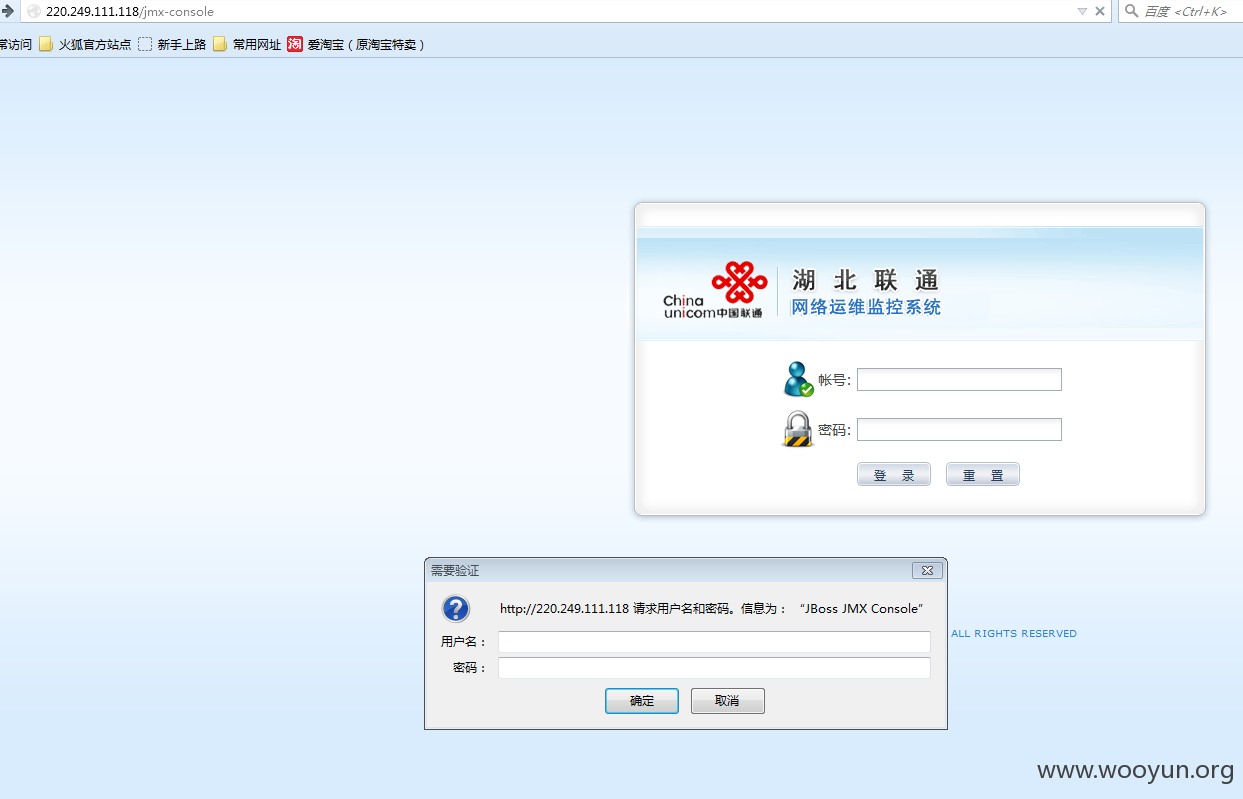 220.249.111.118/jmx-console
百度 <Ctrl+K>
常访问 火狐官方站点 新手上路 常用网址 淘 爱淘宝（原淘宝特卖）
China unicom中国联通
湖北联通
网络运维监控系统
帐号:
密码:
登 录 重 置
需要验证
http://220.249.111.118 请求用户名和密码。信息为： “JBoss JMX Console”
用户名：
密码：
确定 取消
ALL RIGHTS RESERVED
www.wooyun.org